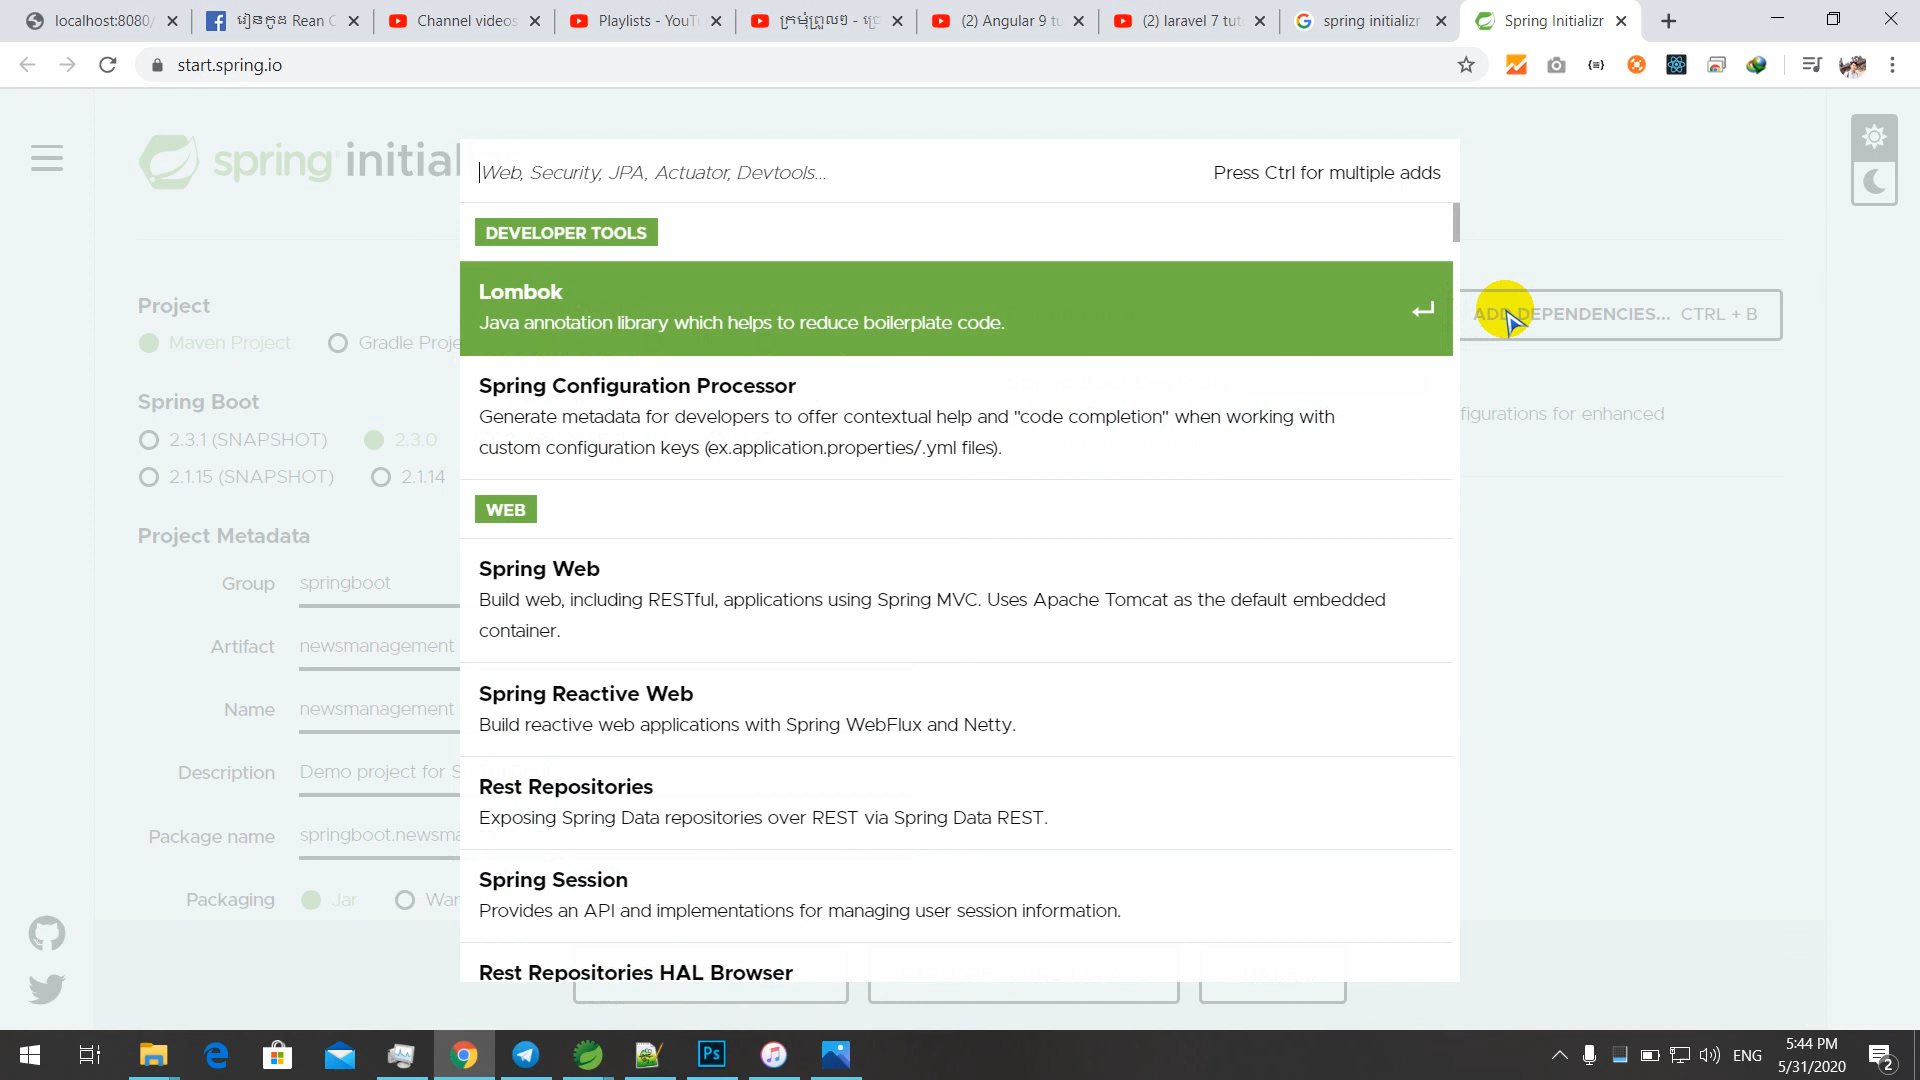 localhost:8080/
រៀនកូដ Rean C
Channel videos
Playlists - YouTu
(2) Angular 9 tu
(2) laravel 7 tut
spring initializr
Spring Initializr
start.spring.io
spring initial
Web, Security, JPA, Actuator, Devtools...
Press Ctrl for multiple adds
DEVELOPER TOOLS
Lombok
Java annotation library which helps to reduce boilerplate code.
ADD DEPENDENCIES... CTRL + B
Spring Configuration Processor
Generate metadata for developers to offer contextual help and "code completion" when working with
custom configuration keys (ex.application.properties/.yml files).
figurations for enhanced
WEB
Spring Web
Build web, including RESTful, applications using Spring MVC. Uses Apache Tomcat as the default embedded
container.
Spring Reactive Web
Build reactive web applications with Spring WebFlux and Netty.
Rest Repositories
Exposing Spring Data repositories over REST via Spring Data REST.
Spring Session
Provides an API and implementations for managing user session information.
Rest Repositories HAL Browser
Project
Maven Project
Gradle Proje
Spring Boot
2.3.1 (SNAPSHOT)
2.3.0
2.1.15 (SNAPSHOT)
2.1.14
Project Metadata
Group springboot
Artifact newsmanagement
Name newsmanagement
Description Demo project for S
Package name springboot.newsma
Packaging Jar War
Ps
ENG
5:44 PM
5/31/2020
2